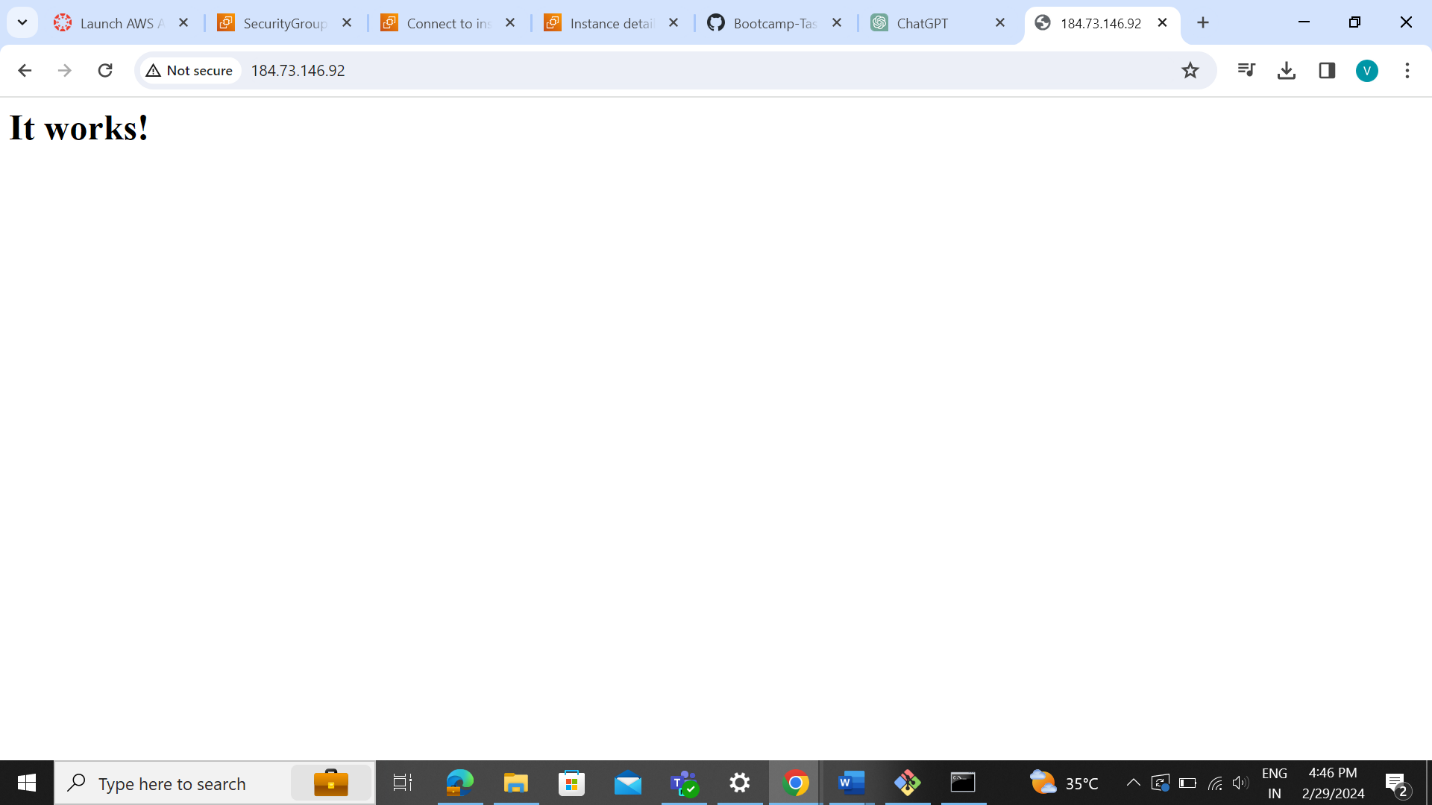 Launch AWS A
SecurityGroup
Connect to ins
Instance detail
Bootcamp-Tas
ChatGPT
184.73.146.92
Not secure
184.73.146.92
V
It works!
Type here to search
35°C
ENG
IN
4:46 PM
2/29/2024
2